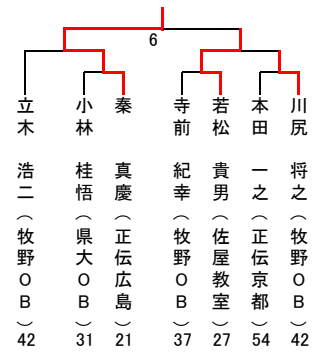 6
立木 浩二（牧野ＯＢ）42
小林 桂悟（県大ＯＢ）31
秦 真慶（正伝広島）21
寺前 紀幸（牧野ＯＢ）37
若松 貴男（佐屋教室）27
本田 一之（正伝京都）54
川尻 将之（牧野ＯＢ）42